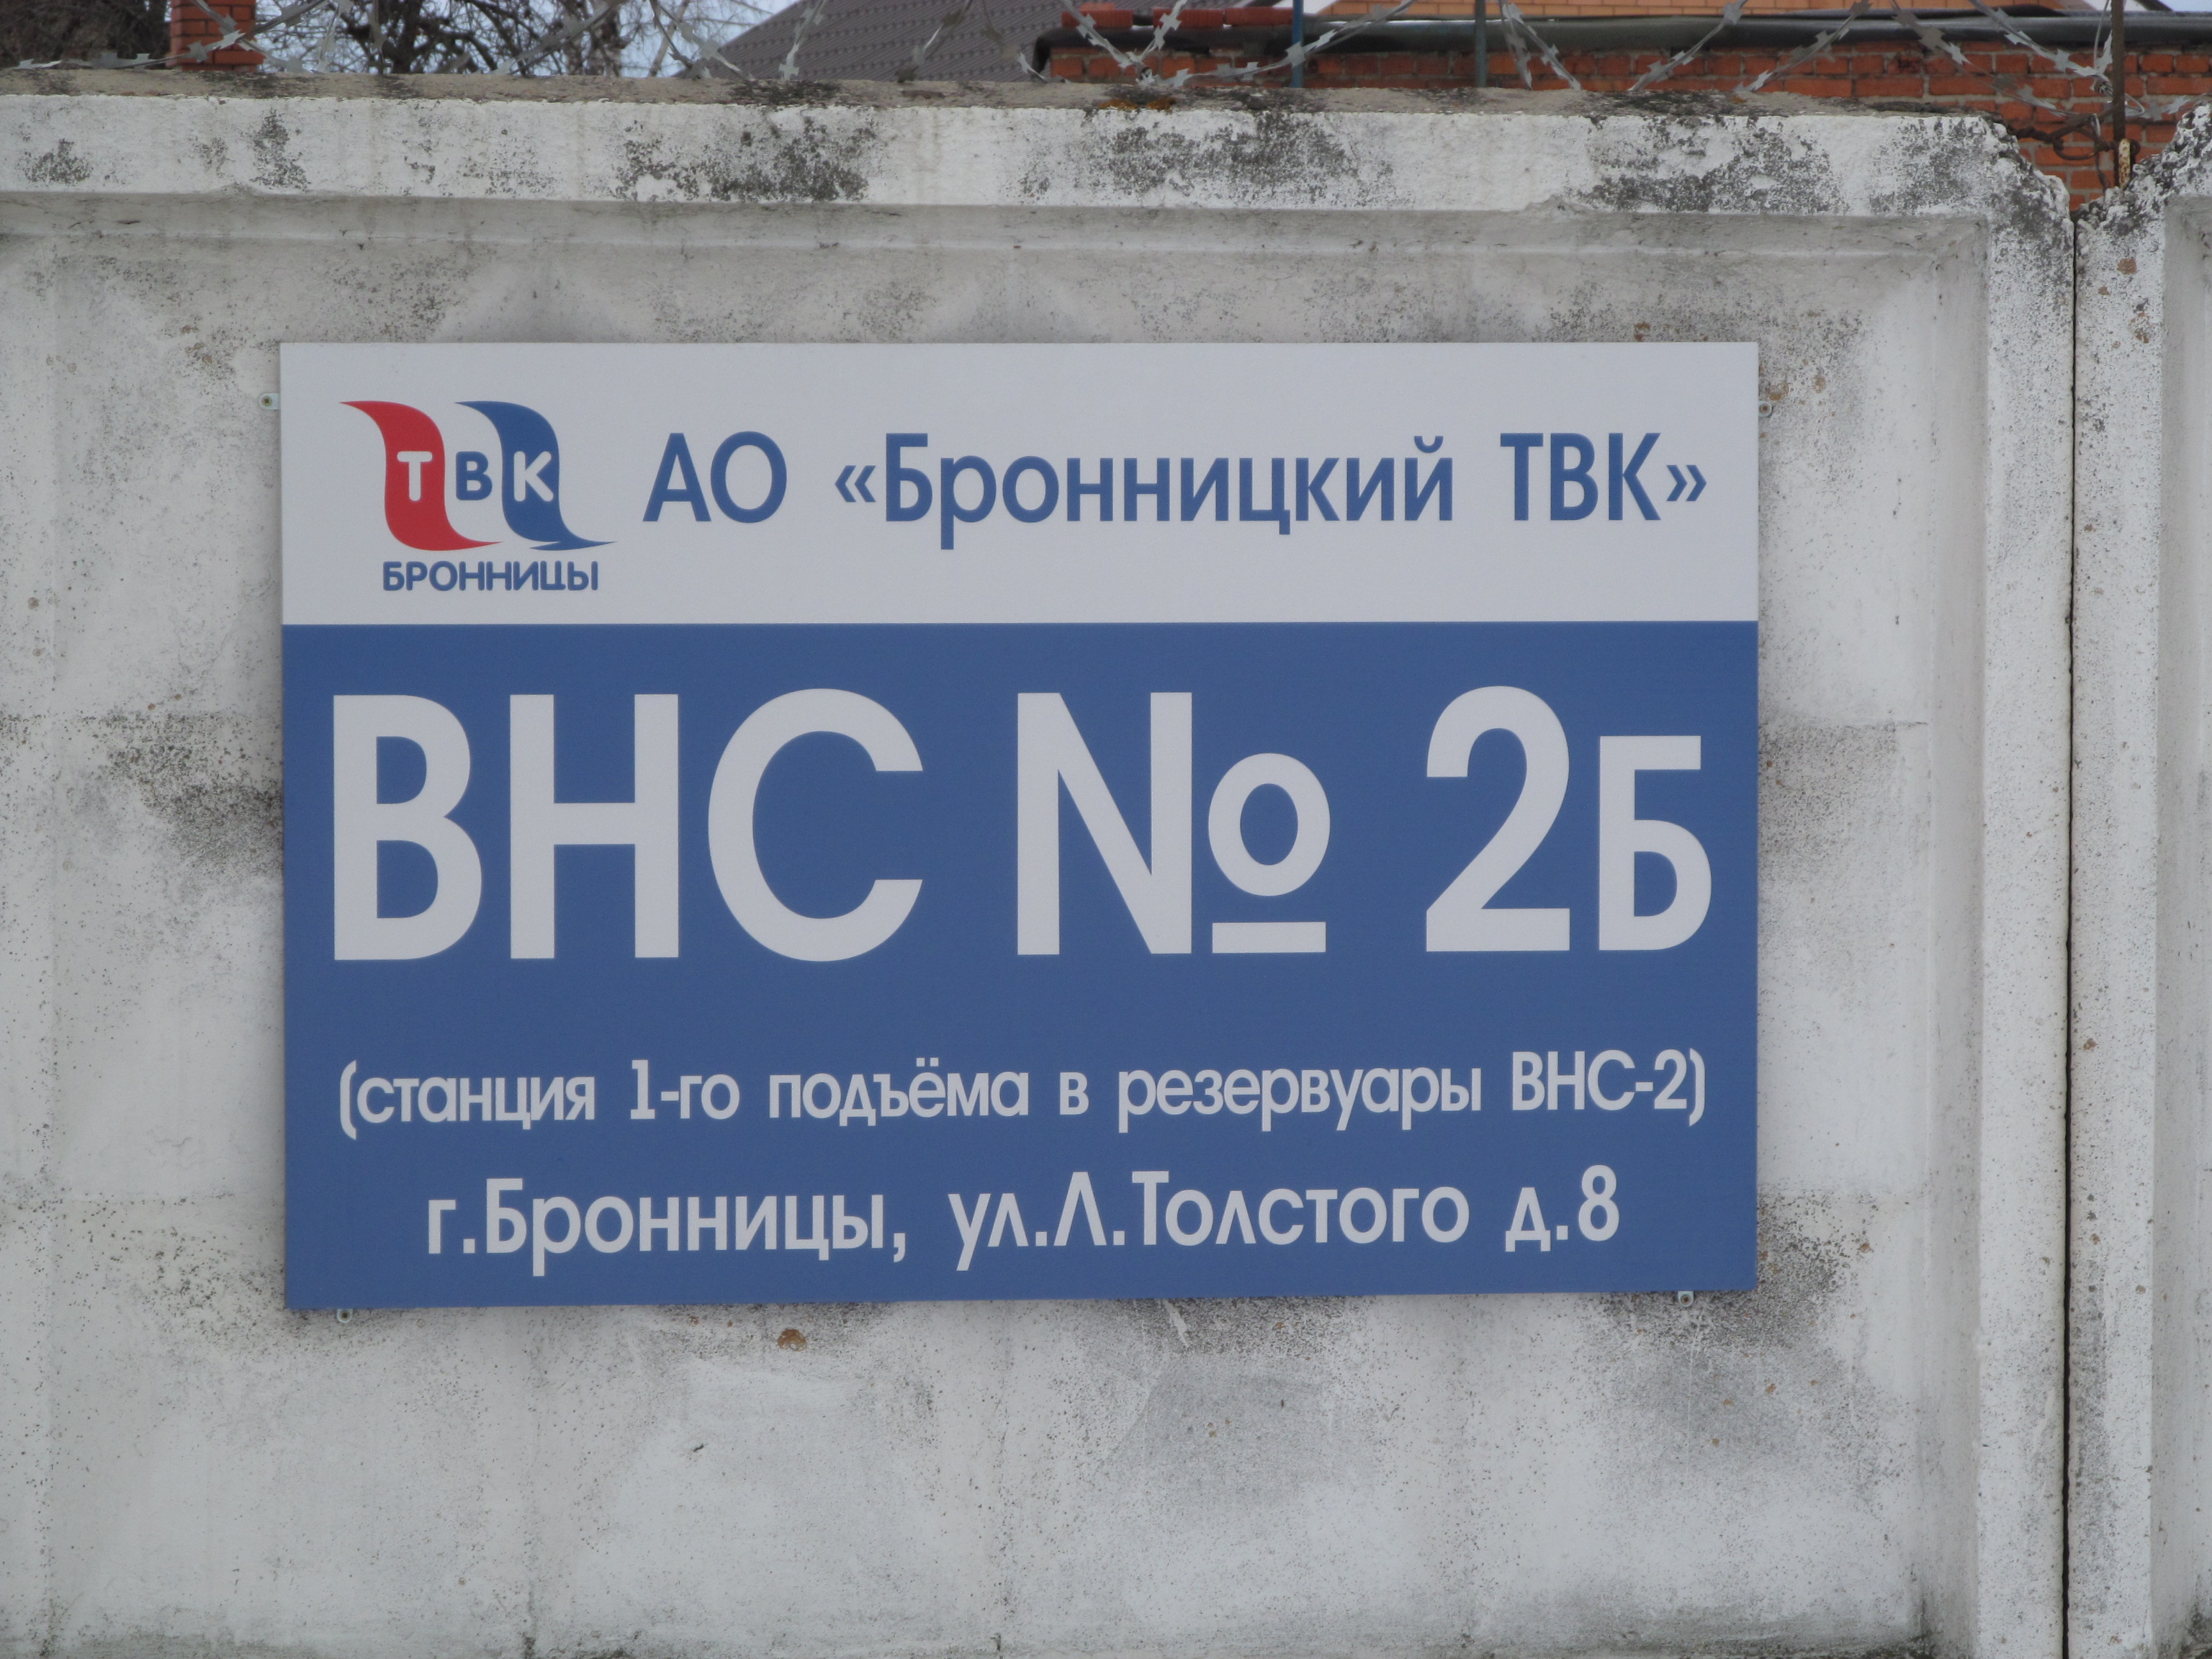 ТВК
БРОННИЦЫ
АО «Бронницкий ТВК»
ВНС № 2Б
(станция 1-го подъёма в резервуары ВНС-2)
г.Бронницы, ул.Л.Толстого д.8